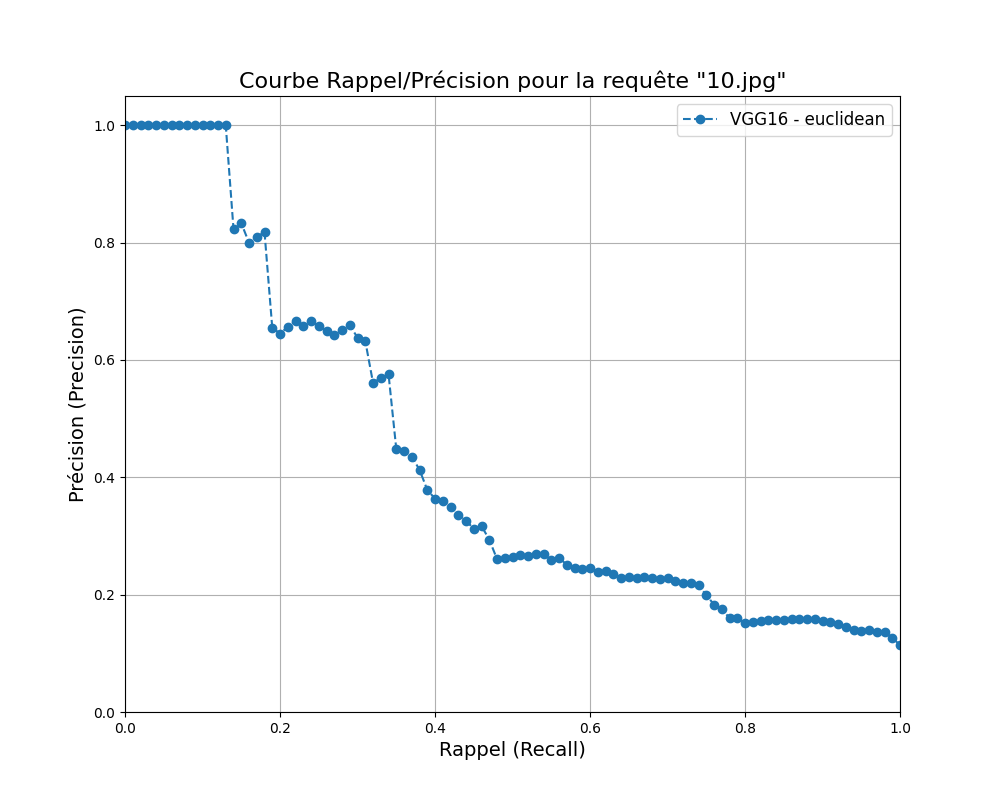 Courbe Rappel/Précision pour la requête "10.jpg"
VGG16 - euclidean
Précision (Precision)
1.0
0.8
0.6
0.4
0.2
0.0
0.0 0.2 0.4 0.6 0.8 1.0
Rappel (Recall)